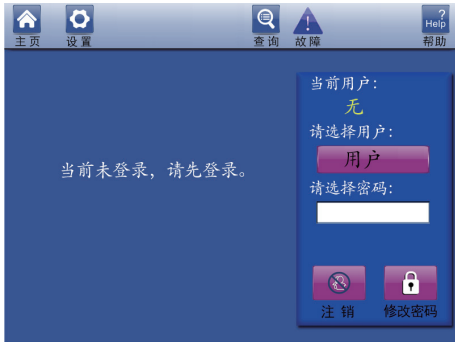 Help
主页 设置 查询 故障 帮助
当前用户：
无
请选择用户：
用户
当前未登录，请先登录。
请选择密码：
注销 修改密码